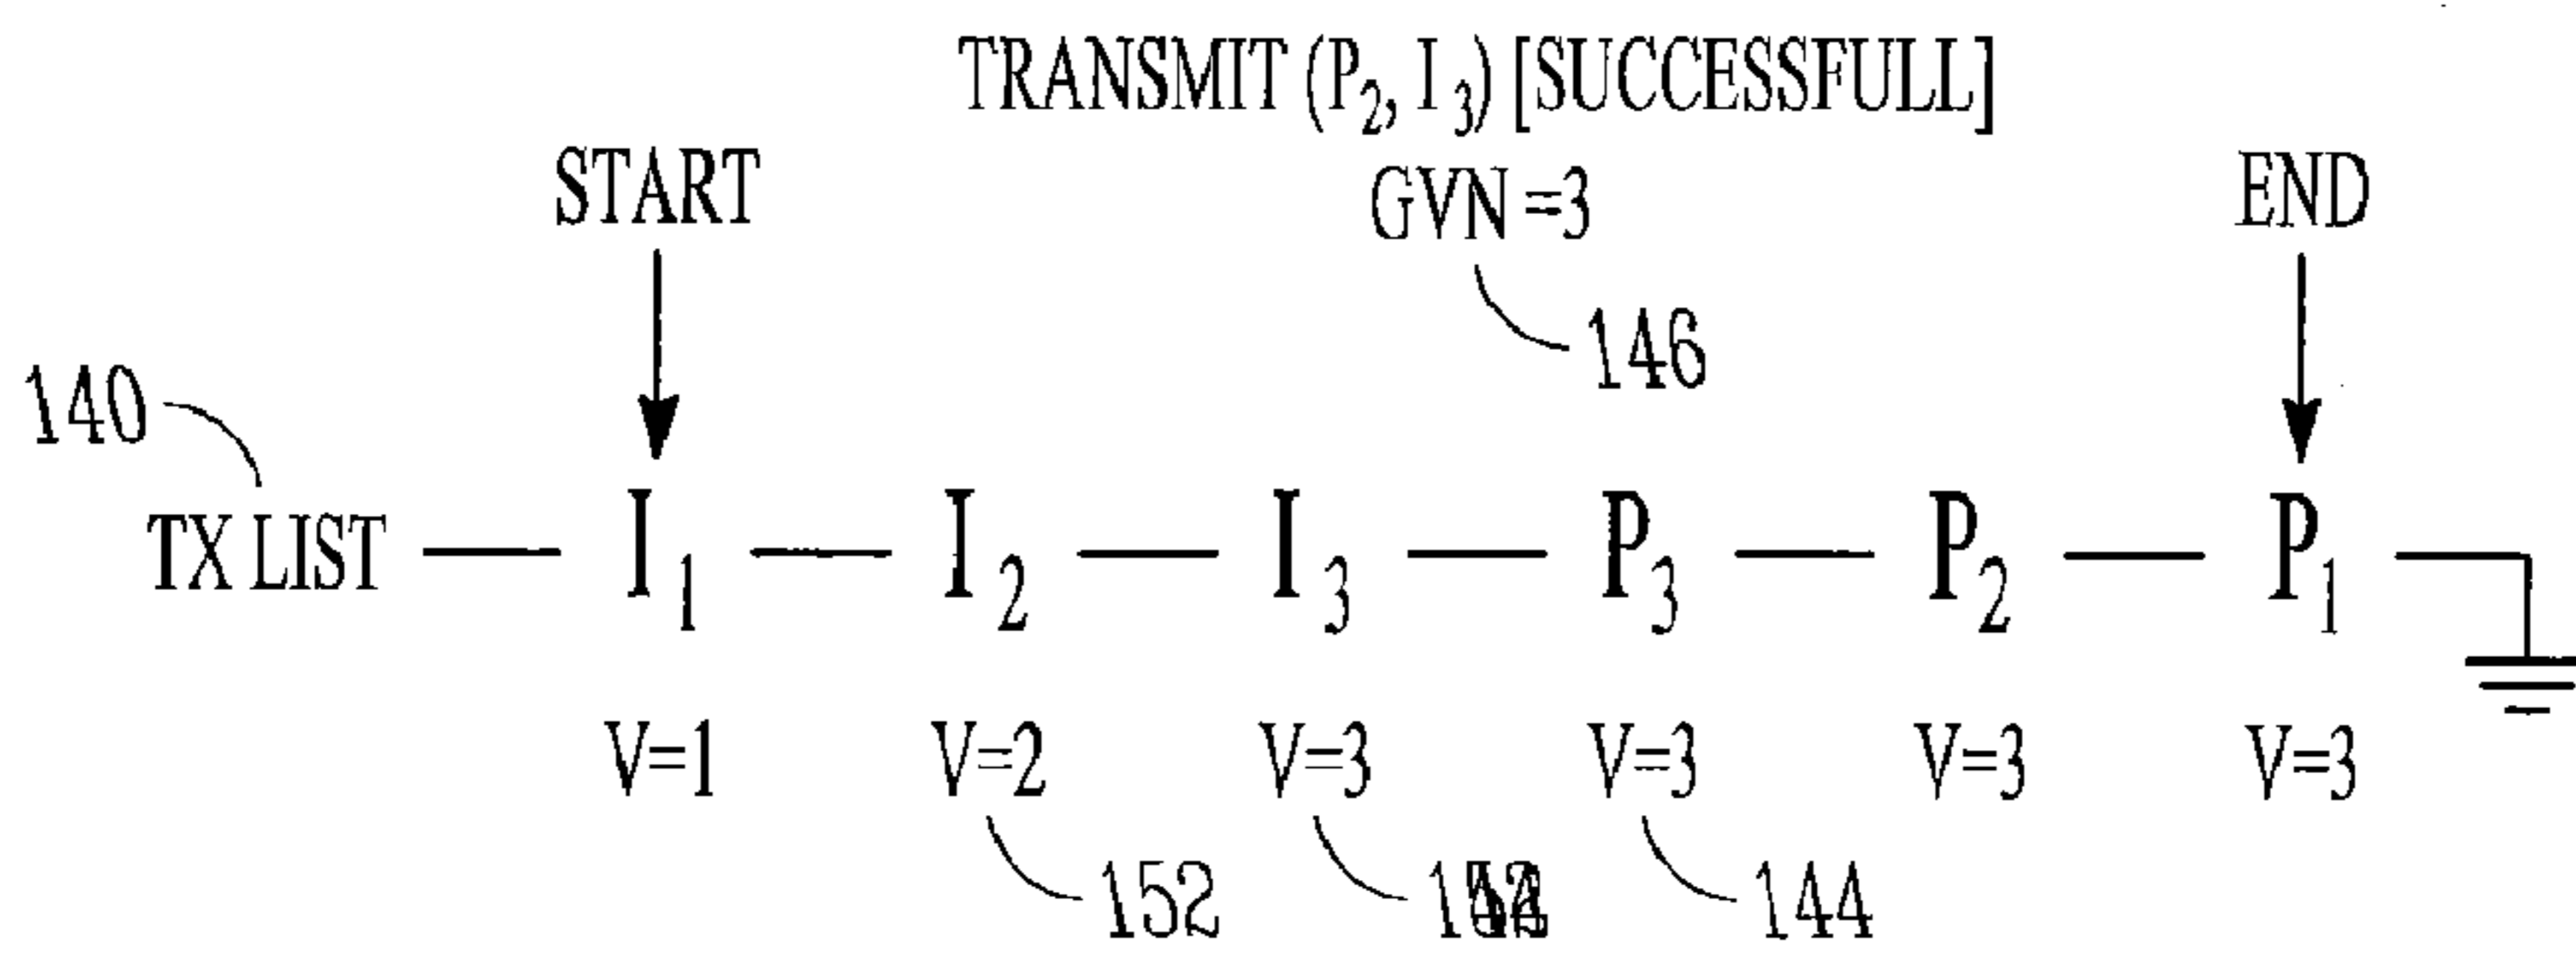 TRANSMIT (P2, I3) [SUCCESSFULL]
START
GVN =3
END
146
140
TX LIST — I1 — I2 — I3 — P3 — P2 — P1
V=1 V=2 V=3 V=3 V=3 V=3
152 144